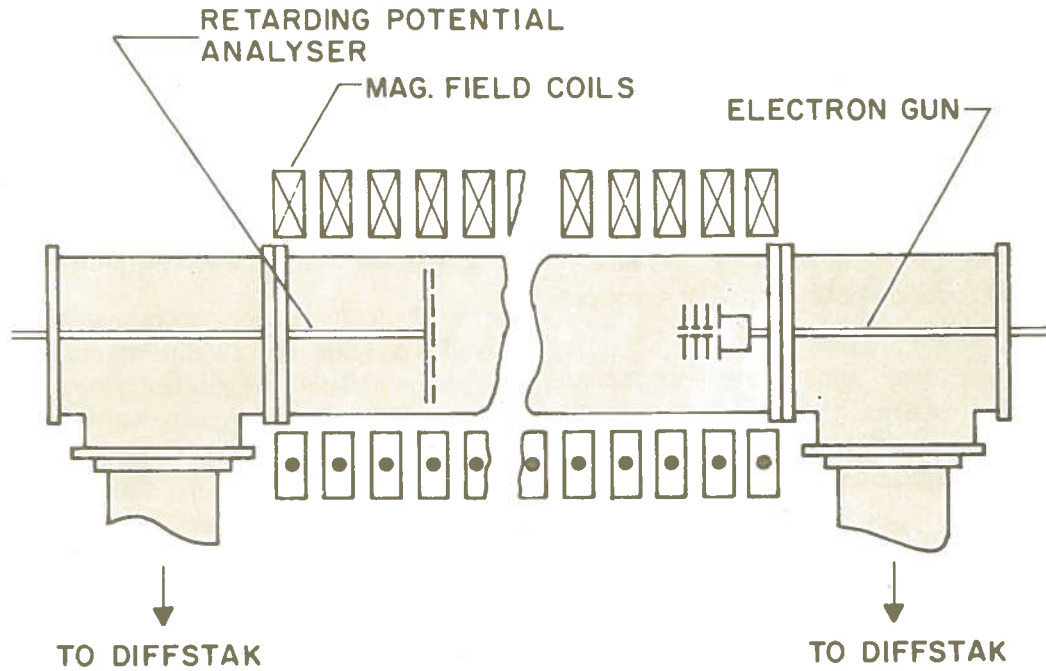 RETARDING POTENTIAL
ANALYSER
MAG. FIELD COILS
ELECTRON GUN
TO DIFFSTAK
TO DIFFSTAK